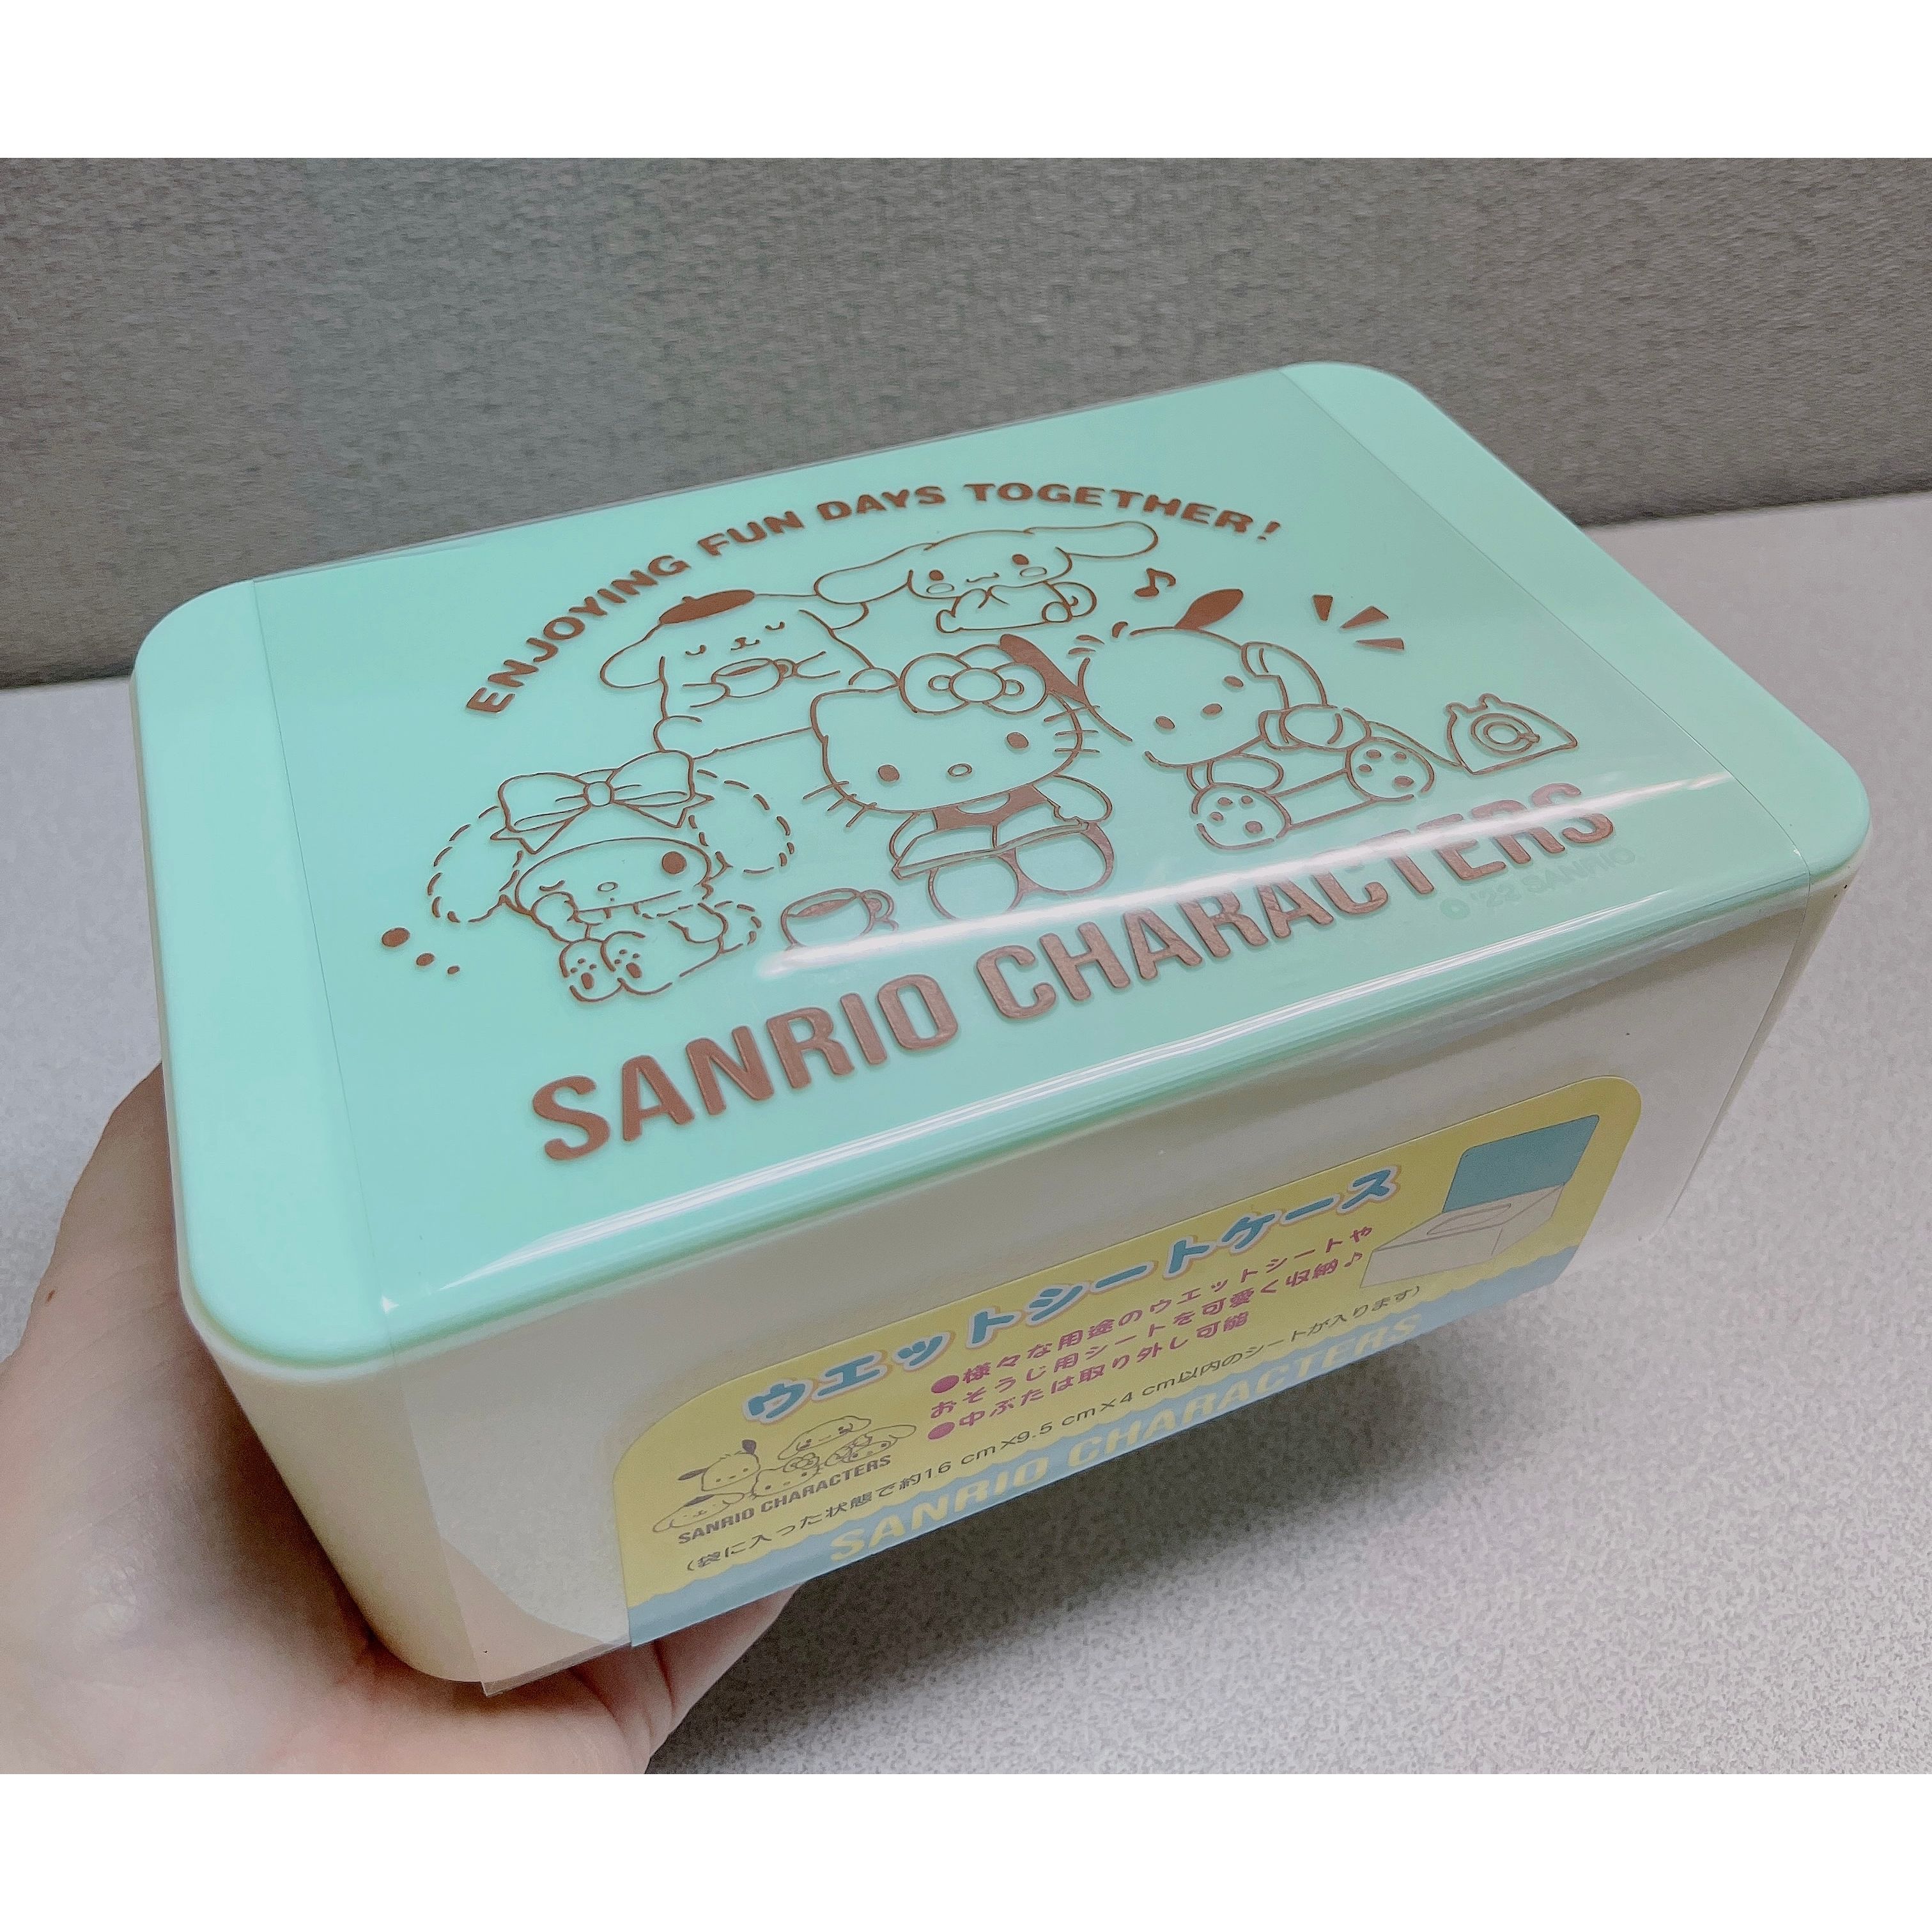 ENJOYING FUN DAYS TOGETHER!
SANRIO CHARACTERS
© '22 SANRIO
ウエットシートケース
●様々な用途のウエットシートや
おそうじ用シートを可愛く収納♪
●中ぶたは取り外し可能
SANRIO CHARACTERS
(袋に入った状態で約16 cm×9.5 cm×4 cm以内のシートが入ります)
SANRIO CHARACTERS